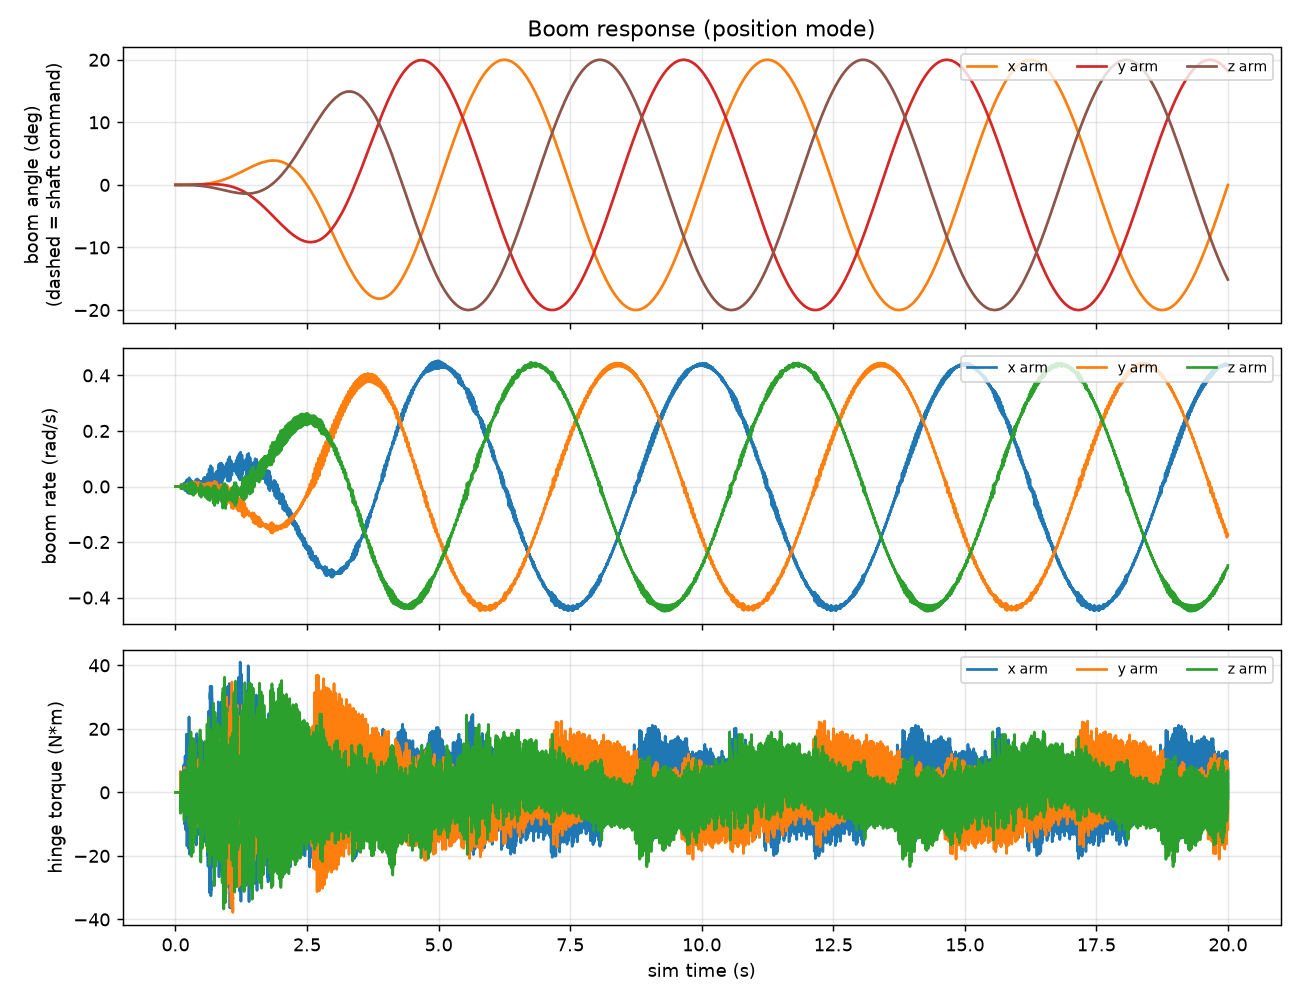 Boom response (position mode)
boom angle (deg)
(dashed = shaft command)
20
10
0
−10
−20
x arm
y arm
z arm
boom rate (rad/s)
0.4
0.2
0.0
−0.2
−0.4
x arm
y arm
z arm
hinge torque (N*m)
40
20
0
−20
−40
x arm
y arm
z arm
0.0
2.5
5.0
7.5
10.0
12.5
15.0
17.5
20.0
sim time (s)